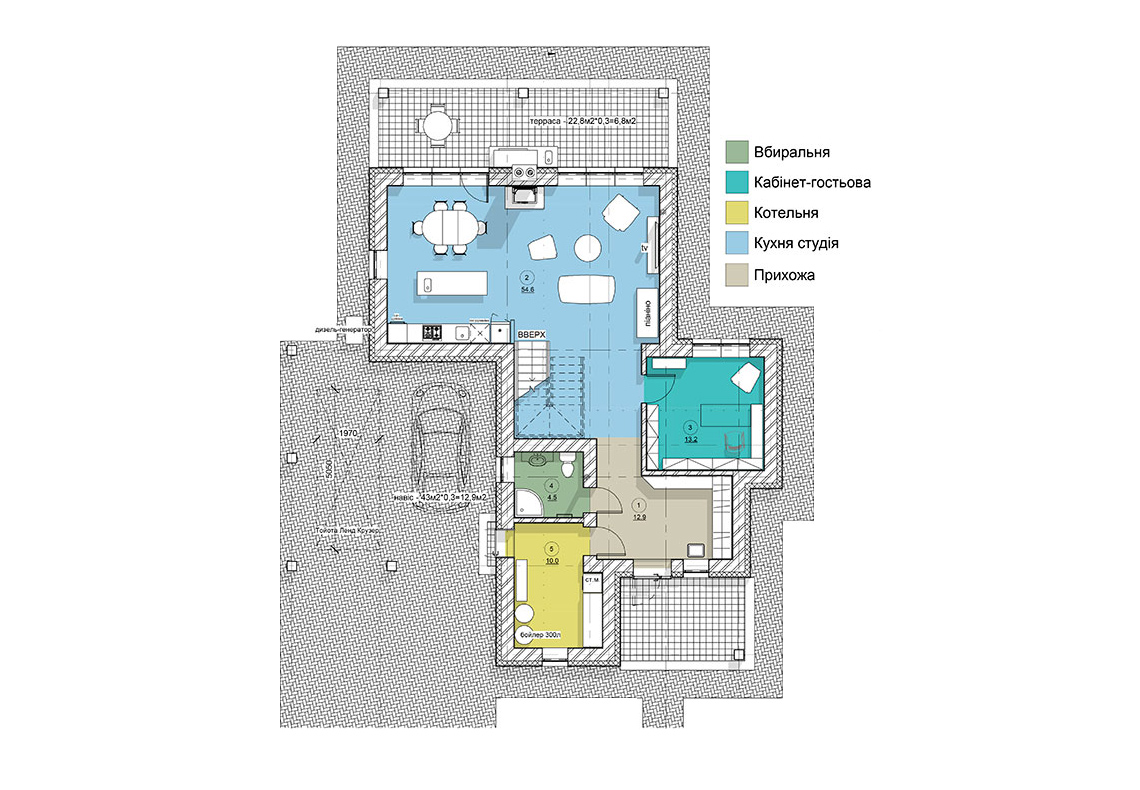 терраса - 22,8м2*0,3=6,8м2
Вбиральня
Кабінет-гостьова
Котельня
Кухня студія
Прихожа
tv
2
54.6
піаніно
дизель-генератор
ВВЕРХ
1970
5050
3
13.2
4
4.5
навіс - 43м2*0,3=12,9м2
1
12.9
Тойота Ленд Крузер
5
10.0
ст.м.
бойлер 300л